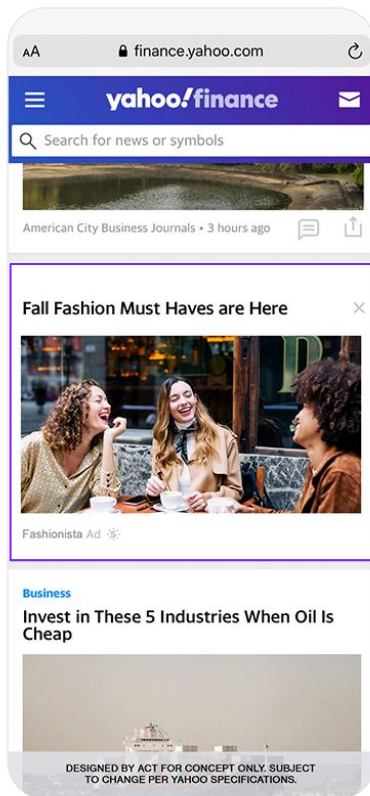 AA finance.yahoo.com
yahoo!finance
Search for news or symbols
American City Business Journals • 3 hours ago
Fall Fashion Must Haves are Here
D
Fashionista Ad
Business
Invest in These 5 Industries When Oil Is
Cheap
DESIGNED BY ACT FOR CONCEPT ONLY. SUBJECT
TO CHANGE PER YAHOO SPECIFICATIONS.